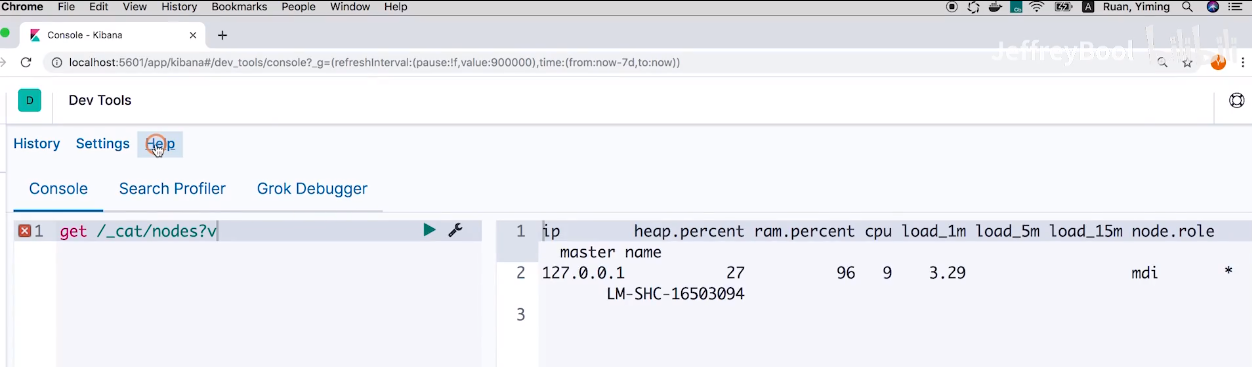 Chrome File Edit View History Bookmarks People Window Help A Ruan, Yiming
Console - Kibana
localhost:5601/app/kibana#/dev_tools/console?_g=(refreshInterval:(pause:!f,value:900000),time:(from:now-7d,to:now))
JeffreyBool bilibili
D Dev Tools
History Settings Help
Console Search Profiler Grok Debugger
1 get /_cat/nodes?v
1 ip heap.percent ram.percent cpu load_1m load_5m load_15m node.role
master name
2 127.0.0.1 27 96 9 3.29 mdi *
LM-SHC-16503094
3